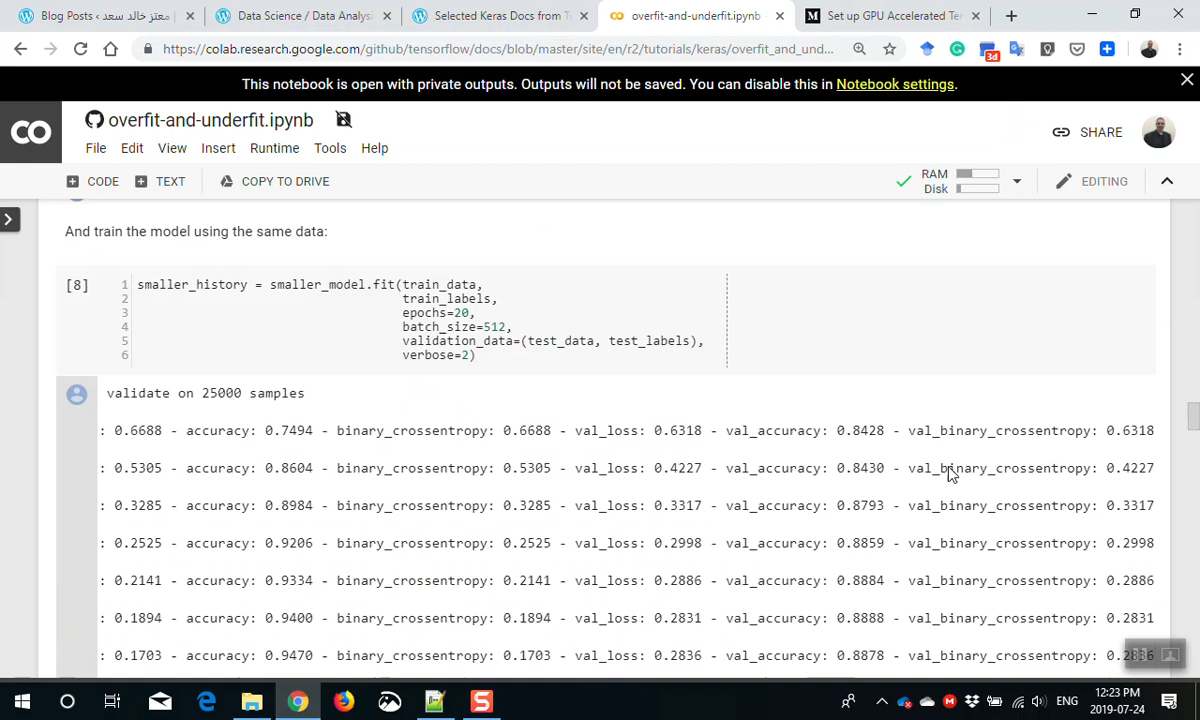 Blog Posts ‹ معتز خالد سعد |
Data Science / Data Analysi
Selected Keras Docs from T
overfit-and-underfit.ipynb
Set up GPU Accelerated Te
https://colab.research.google.com/github/tensorflow/docs/blob/master/site/en/r2/tutorials/keras/overfit_and_und...
3d
This notebook is open with private outputs. Outputs will not be saved. You can disable this in Notebook settings.
CO
overfit-and-underfit.ipynb
SHARE
File Edit View Insert Runtime Tools Help
CODE TEXT COPY TO DRIVE
RAM
Disk
EDITING
And train the model using the same data:
[8]
1 smaller_history = smaller_model.fit(train_data,
2 train_labels,
3 epochs=20,
4 batch_size=512,
5 validation_data=(test_data, test_labels),
6 verbose=2)
validate on 25000 samples
: 0.6688 - accuracy: 0.7494 - binary_crossentropy: 0.6688 - val_loss: 0.6318 - val_accuracy: 0.8428 - val_binary_crossentropy: 0.6318
: 0.5305 - accuracy: 0.8604 - binary_crossentropy: 0.5305 - val_loss: 0.4227 - val_accuracy: 0.8430 - val_binary_crossentropy: 0.4227
: 0.3285 - accuracy: 0.8984 - binary_crossentropy: 0.3285 - val_loss: 0.3317 - val_accuracy: 0.8793 - val_binary_crossentropy: 0.3317
: 0.2525 - accuracy: 0.9206 - binary_crossentropy: 0.2525 - val_loss: 0.2998 - val_accuracy: 0.8859 - val_binary_crossentropy: 0.2998
: 0.2141 - accuracy: 0.9334 - binary_crossentropy: 0.2141 - val_loss: 0.2886 - val_accuracy: 0.8884 - val_binary_crossentropy: 0.2886
: 0.1894 - accuracy: 0.9400 - binary_crossentropy: 0.1894 - val_loss: 0.2831 - val_accuracy: 0.8888 - val_binary_crossentropy: 0.2831
: 0.1703 - accuracy: 0.9470 - binary_crossentropy: 0.1703 - val_loss: 0.2836 - val_accuracy: 0.8878 - val_binary_crossentropy: 0.2836
ENG
12:23 PM
2019-07-24